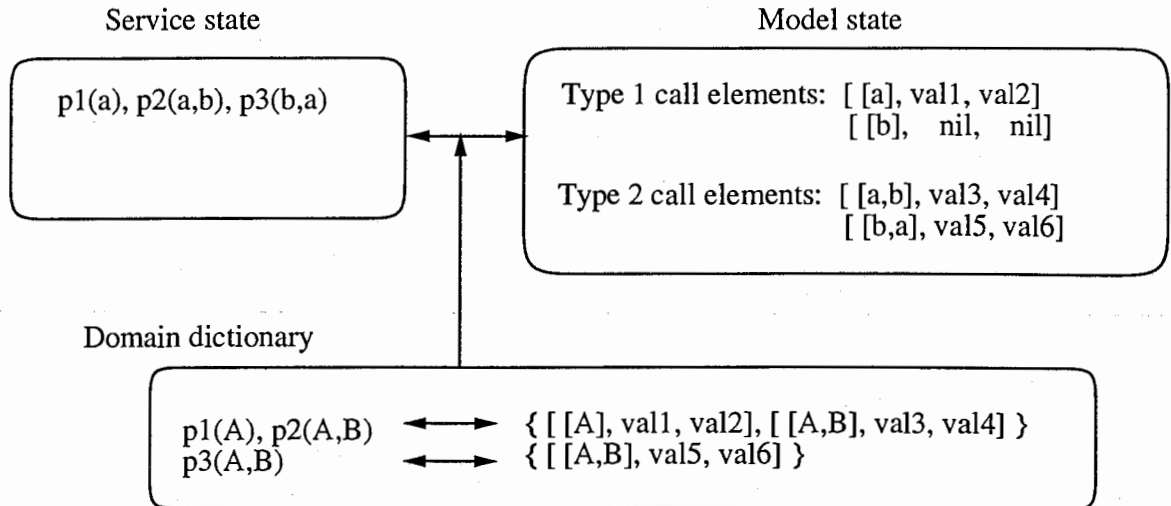 Service state
Model state
p1(a), p2(a,b), p3(b,a)
Type 1 call elements: [ [a], val1, val2]
[ [b], nil, nil]
Type 2 call elements: [ [a,b], val3, val4]
[ [b,a], val5, val6]
Domain dictionary
p1(A), p2(A,B) { [ [A], val1, val2], [ [A,B], val3, val4] }
p3(A,B) { [ [A,B], val5, val6] }